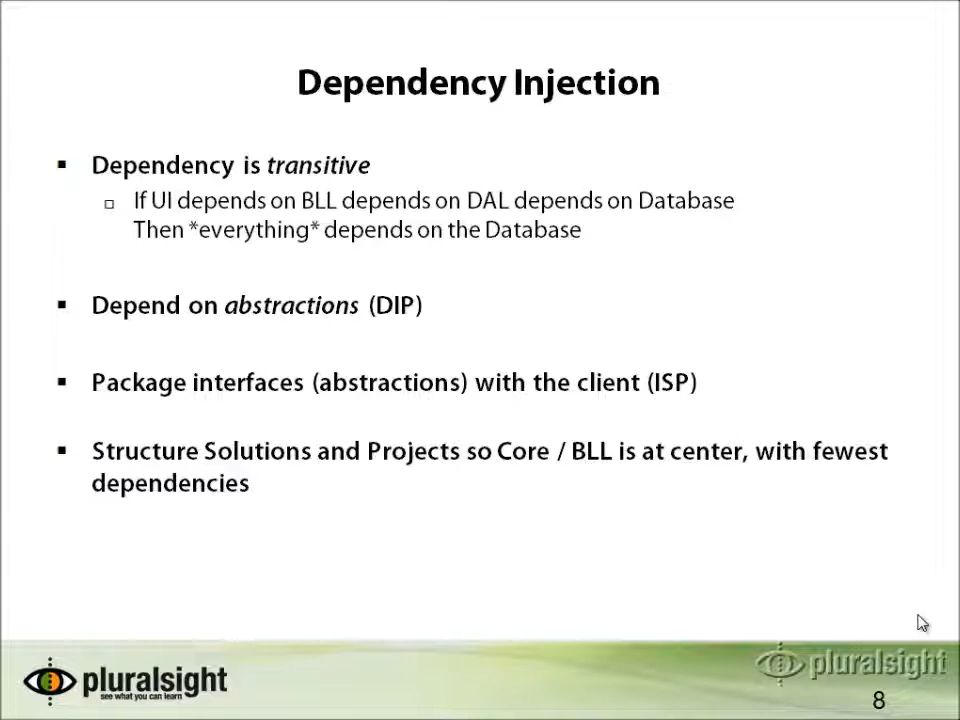 Dependency Injection
Dependency is transitive
If UI depends on BLL depends on DAL depends on Database
Then *everything* depends on the Database
Depend on abstractions (DIP)
Package interfaces (abstractions) with the client (ISP)
Structure Solutions and Projects so Core / BLL is at center, with fewest
dependencies
pluralsight
see what you can learn
pluralsight
8